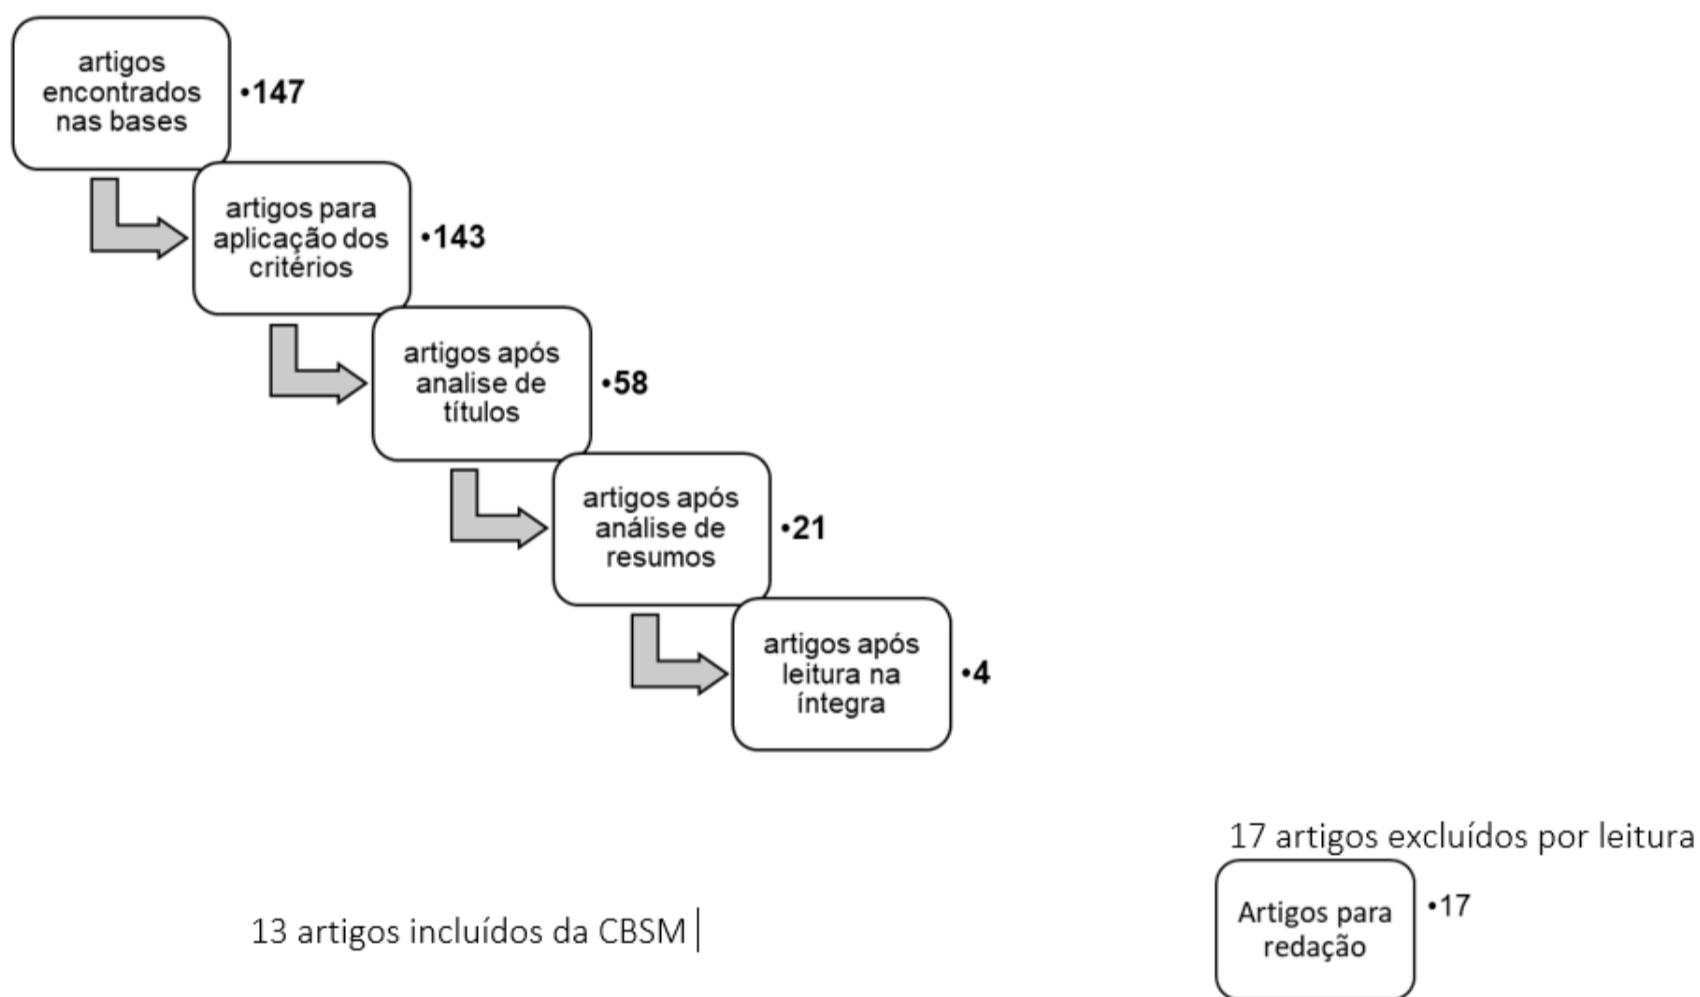 artigos
encontrados
nas bases
•147
artigos para
aplicação dos
critérios
•143
artigos após
analise de
títulos
•58
artigos após
análise de
resumos
•21
artigos após
leitura na
íntegra
•4
17 artigos excluídos por leitura
Artigos para
redação
•17
13 artigos incluídos da CBSM